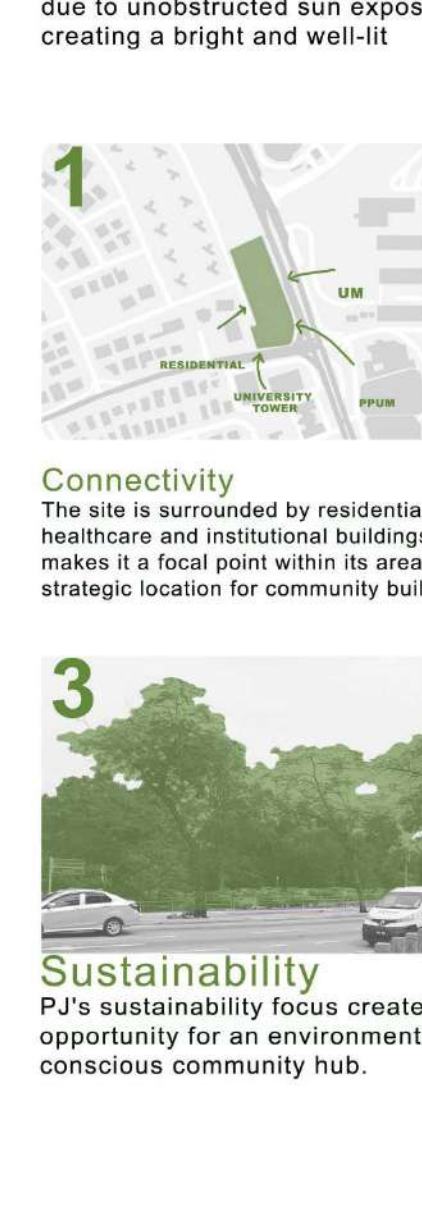 due to unobstructed sun expos
creating a bright and well-lit
1
UM
RESIDENTIAL
UNIVERSITY
TOWER
PPUM
Connectivity
The site is surrounded by residentia
healthcare and institutional buildings
makes it a focal point within its area
strategic location for community buil
3
Sustainability
PJ's sustainability focus create
opportunity for an environment
conscious community hub.